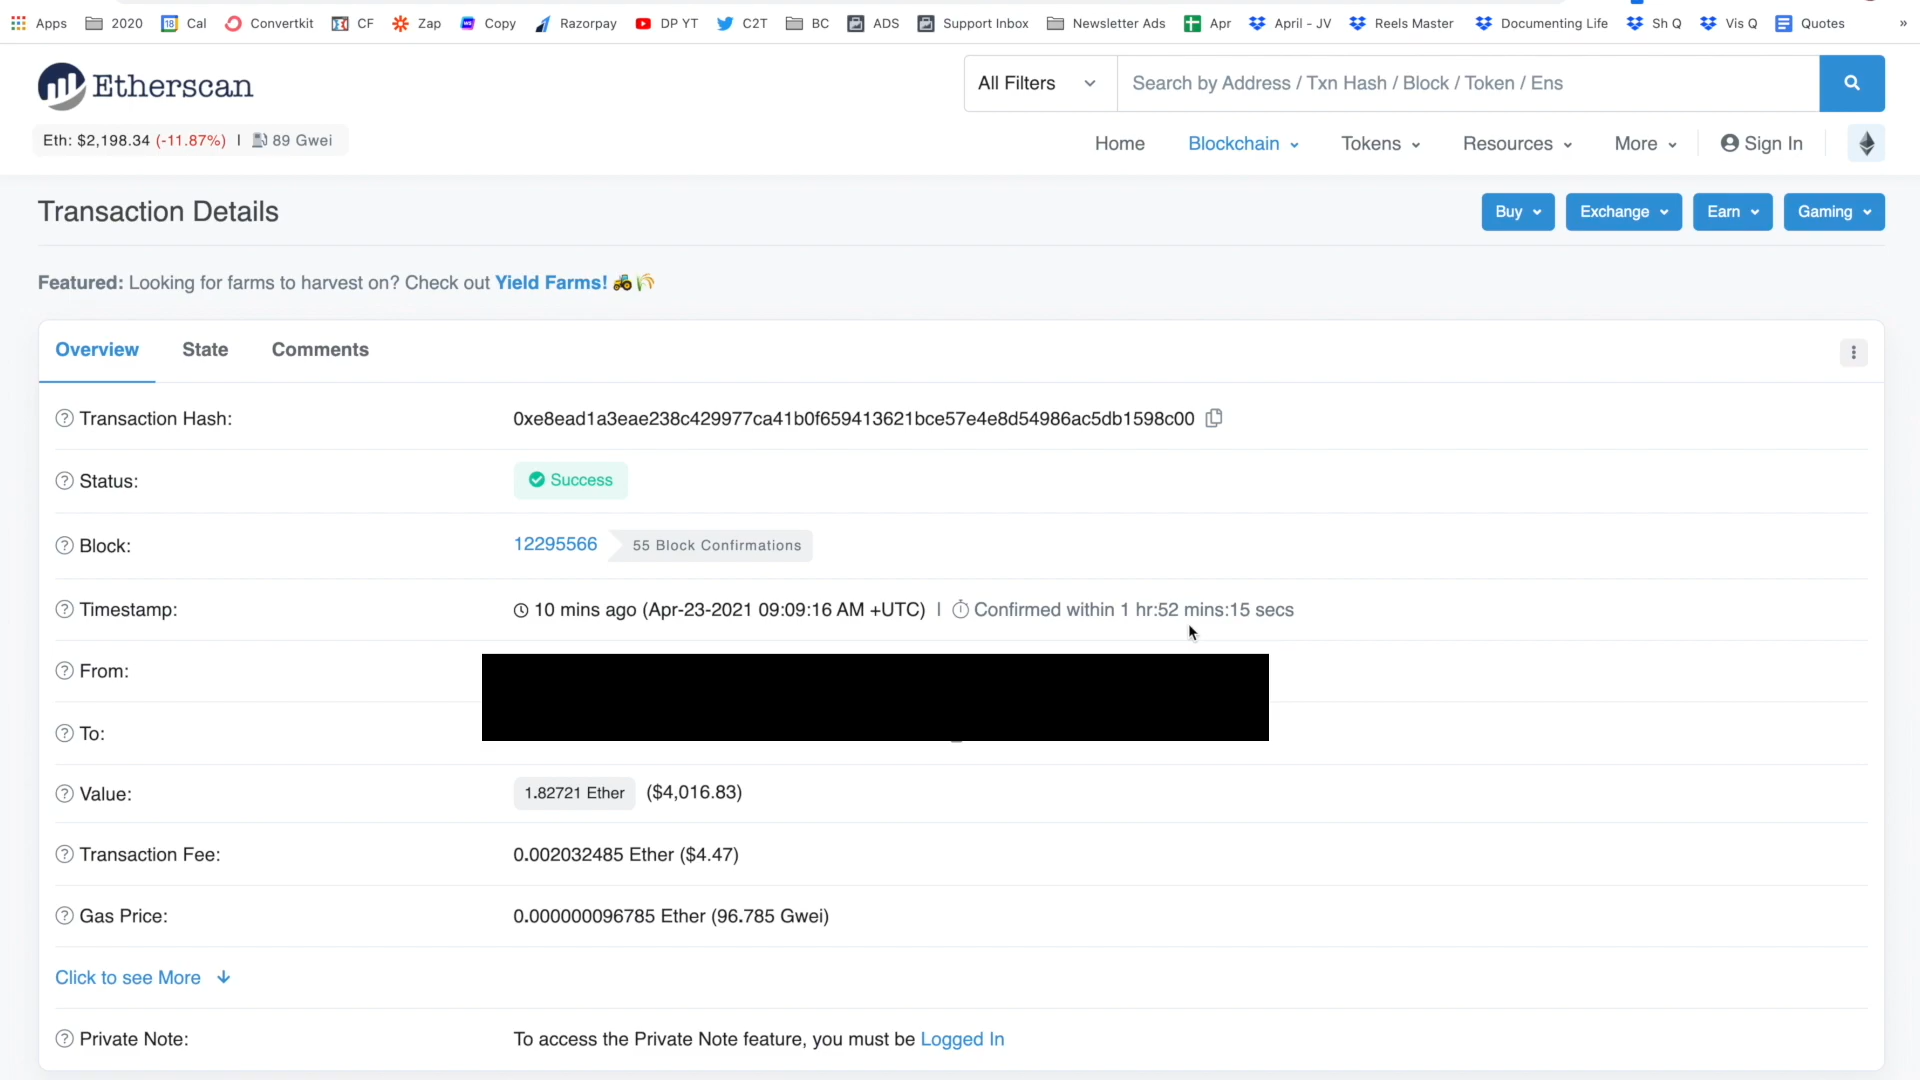 Apps 2020 Cal Convertkit CF Zap Copy Razorpay DP YT C2T BC ADS Support Inbox Newsletter Ads Apr April - JV Reels Master Documenting Life Sh Q Vis Q Quotes »
Etherscan
All Filters Search by Address / Txn Hash / Block / Token / Ens
Eth: $2,198.34 (-11.87%) | 89 Gwei
Home Blockchain Tokens Resources More Sign In
Transaction Details
Buy Exchange Earn Gaming
Featured: Looking for farms to harvest on? Check out Yield Farms!
Overview State Comments
Transaction Hash: 0xe8ead1a3eae238c429977ca41b0f659413621bce57e4e8d54986ac5db1598c00
Status: Success
Block: 12295566 55 Block Confirmations
Timestamp: 10 mins ago (Apr-23-2021 09:09:16 AM +UTC) | Confirmed within 1 hr:52 mins:15 secs
From:
To:
Value: 1.82721 Ether ($4,016.83)
Transaction Fee: 0.002032485 Ether ($4.47)
Gas Price: 0.000000096785 Ether (96.785 Gwei)
Click to see More
Private Note: To access the Private Note feature, you must be Logged In